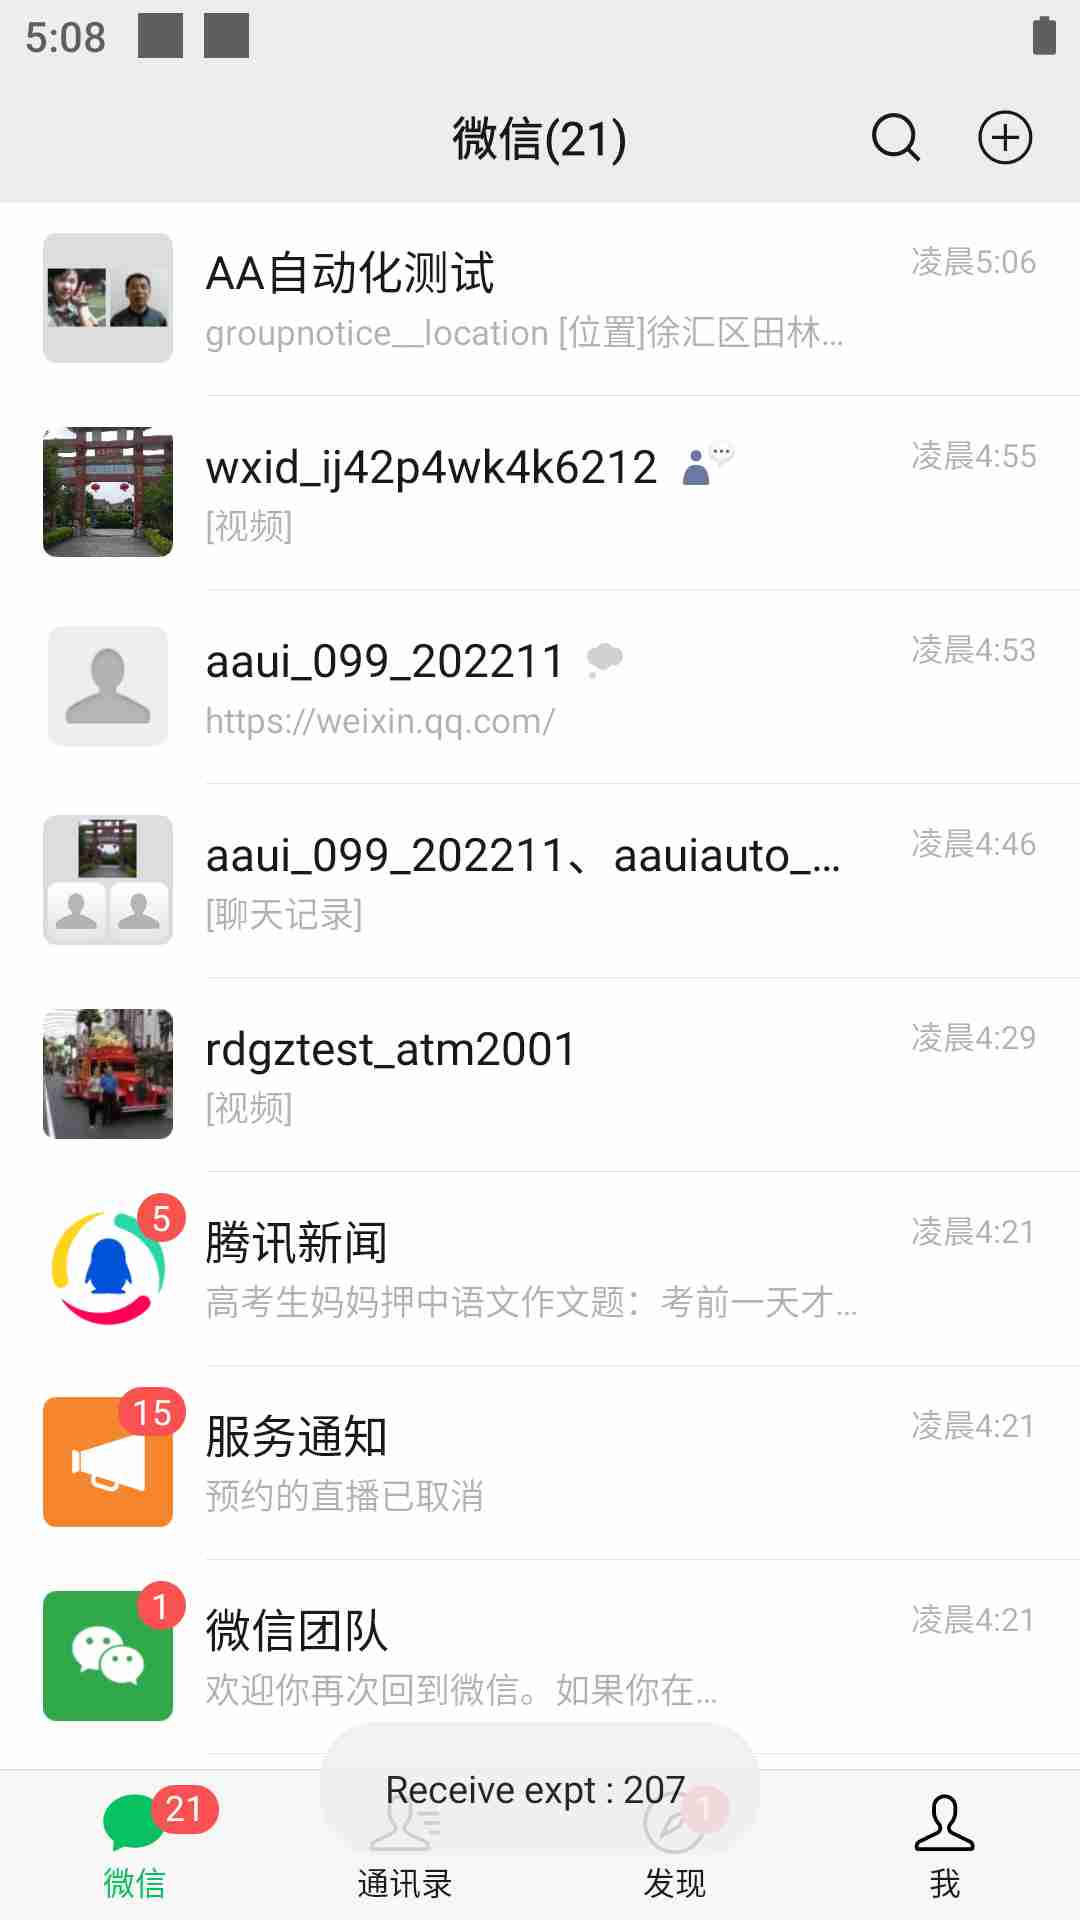 5:08
微信(21)
AA自动化测试
凌晨5:06
groupnotice__location [位置]徐汇区田林...
wxid_ij42p4wk4k6212
凌晨4:55
[视频]
aaui_099_202211
凌晨4:53
https://weixin.qq.com/
aaui_099_202211、aauiauto_...
凌晨4:46
[聊天记录]
rdgztest_atm2001
凌晨4:29
[视频]
5
腾讯新闻
凌晨4:21
高考生妈妈押中语文作文题：考前一天才...
15
服务通知
凌晨4:21
预约的直播已取消
1
微信团队
凌晨4:21
欢迎你再次回到微信。如果你在...
Receive expt : 207
21
1
微信
通讯录
发现
我